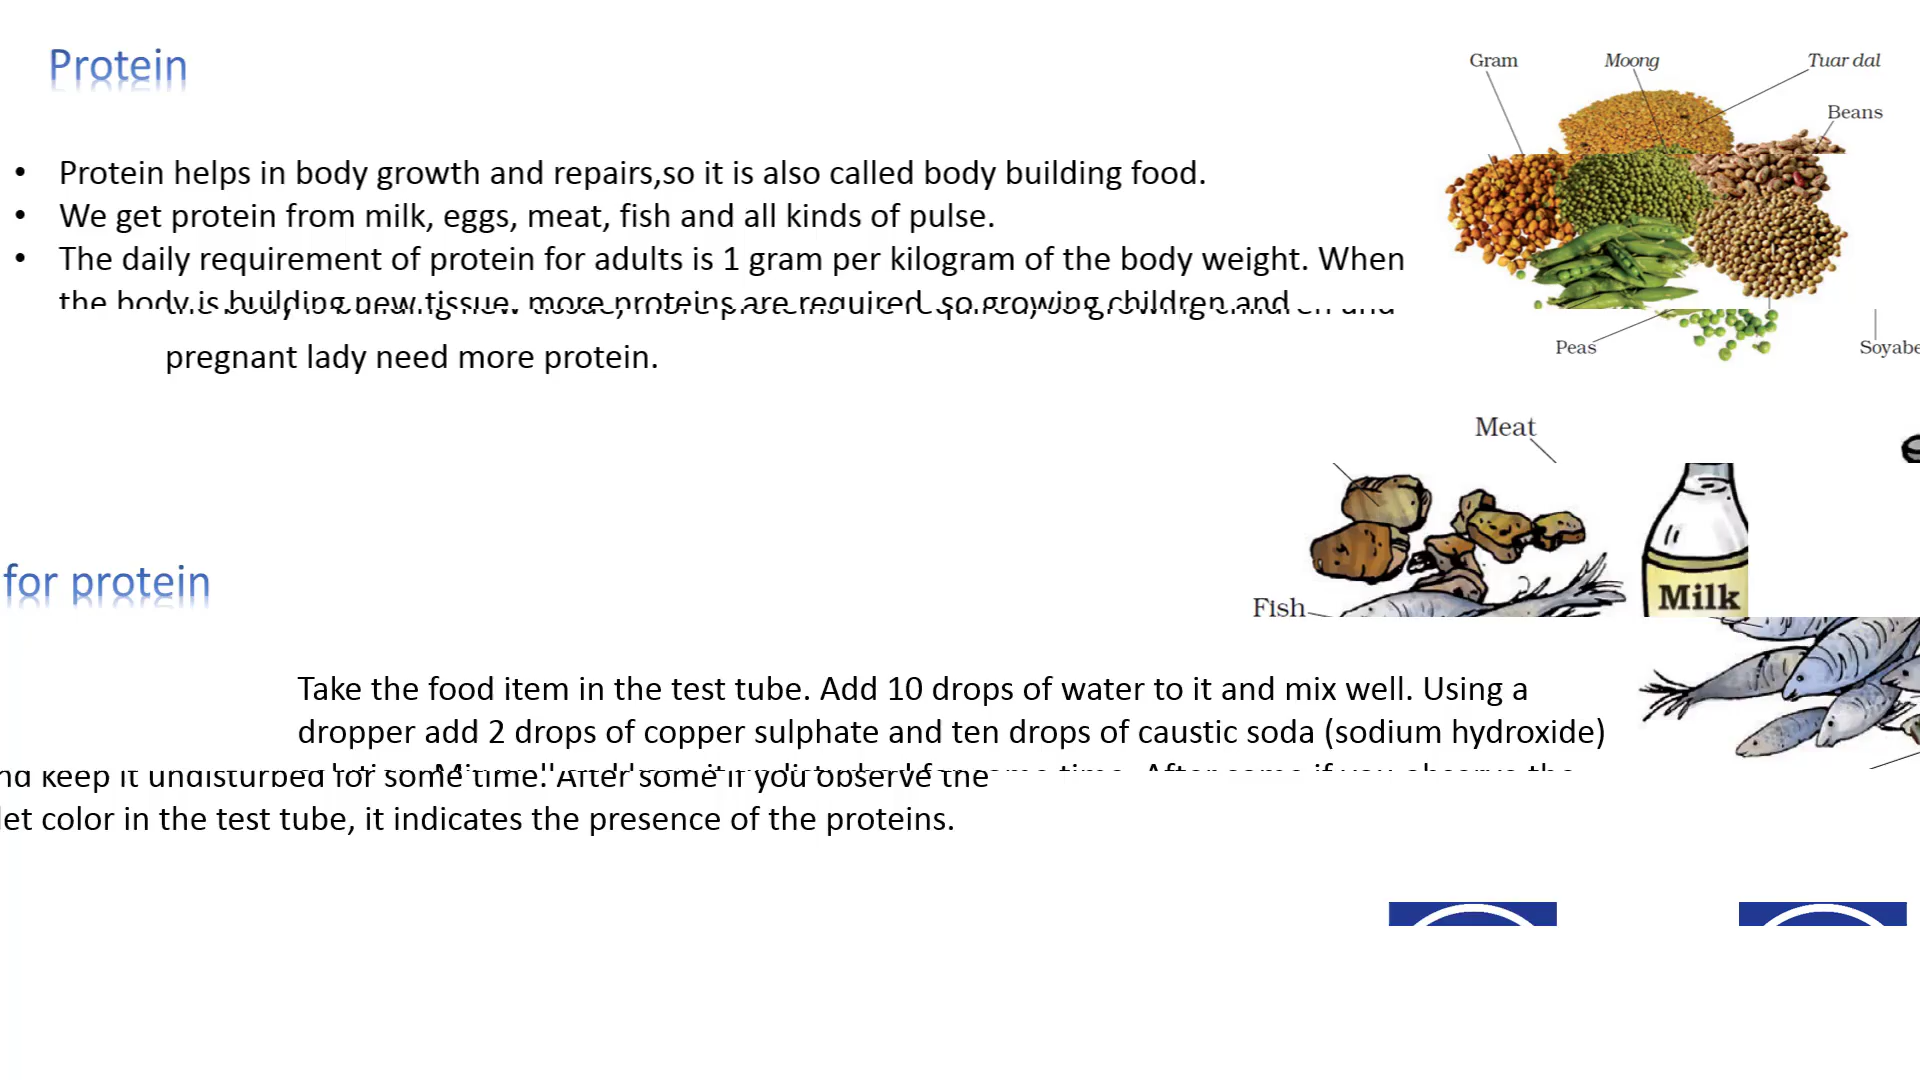 Protein
Gram
Moong
Tuar dal
Beans
• Protein helps in body growth and repairs,so it is also called body building food.
• We get protein from milk, eggs, meat, fish and all kinds of pulse.
• The daily requirement of protein for adults is 1 gram per kilogram of the body weight. When
the body is building new tissue, more proteins are required, so growing children and
pregnant lady need more protein.
Peas
Soyabe
Meat
for protein
Milk
Fish
Take the food item in the test tube. Add 10 drops of water to it and mix well. Using a
dropper add 2 drops of copper sulphate and ten drops of caustic soda (sodium hydroxide)
keep it undisturbed for some time. After some if you observe the
let color in the test tube, it indicates the presence of the proteins.